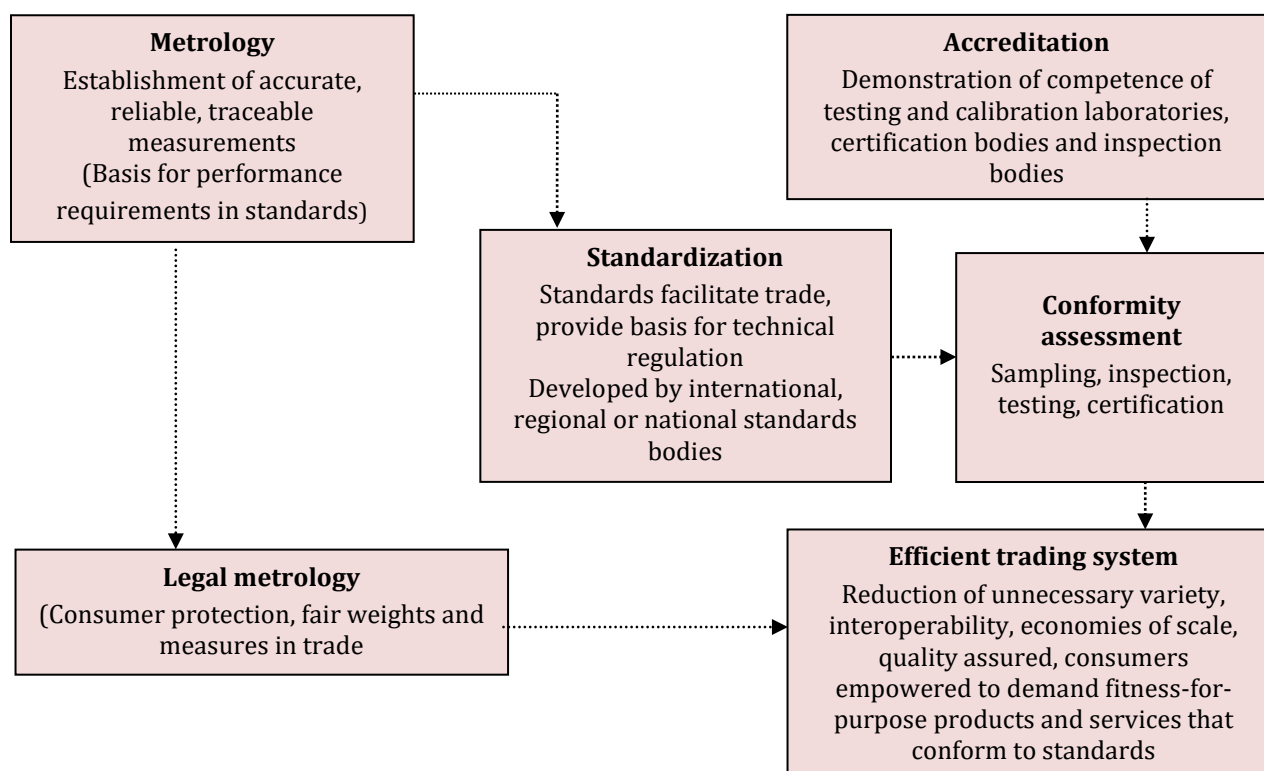 Metrology
Establishment of accurate,
reliable, traceable
measurements
(Basis for performance
requirements in standards)
Accreditation
Demonstration of competence of
testing and calibration laboratories,
certification bodies and inspection
bodies
Standardization
Standards facilitate trade,
provide basis for technical
regulation
Developed by international,
regional or national standards
bodies
Conformity
assessment
Sampling, inspection,
testing, certification
Legal metrology
(Consumer protection, fair weights and
measures in trade
Efficient trading system
Reduction of unnecessary variety,
interoperability, economies of scale,
quality assured, consumers
empowered to demand fitness-for-
purpose products and services that
conform to standards